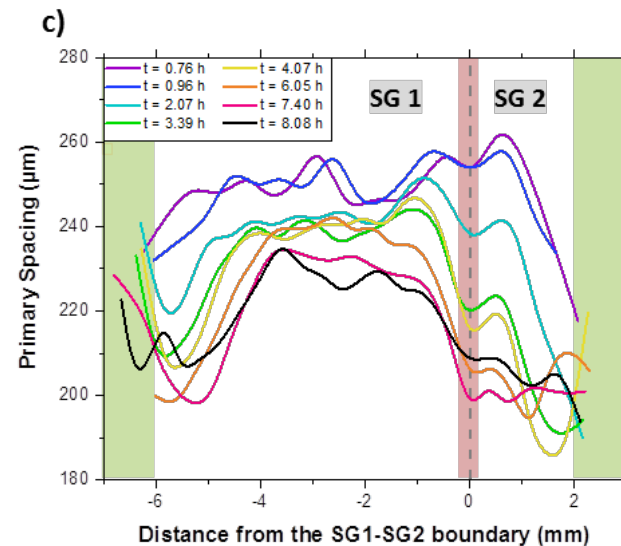 c)
280
260
240
220
200
180
Primary Spacing (µm)
t = 0.76 h
t = 0.96 h
t = 2.07 h
t = 3.39 h
t = 4.07 h
t = 6.05 h
t = 7.40 h
t = 8.08 h
SG 1
SG 2
-6
-4
-2
0
2
Distance from the SG1-SG2 boundary (mm)